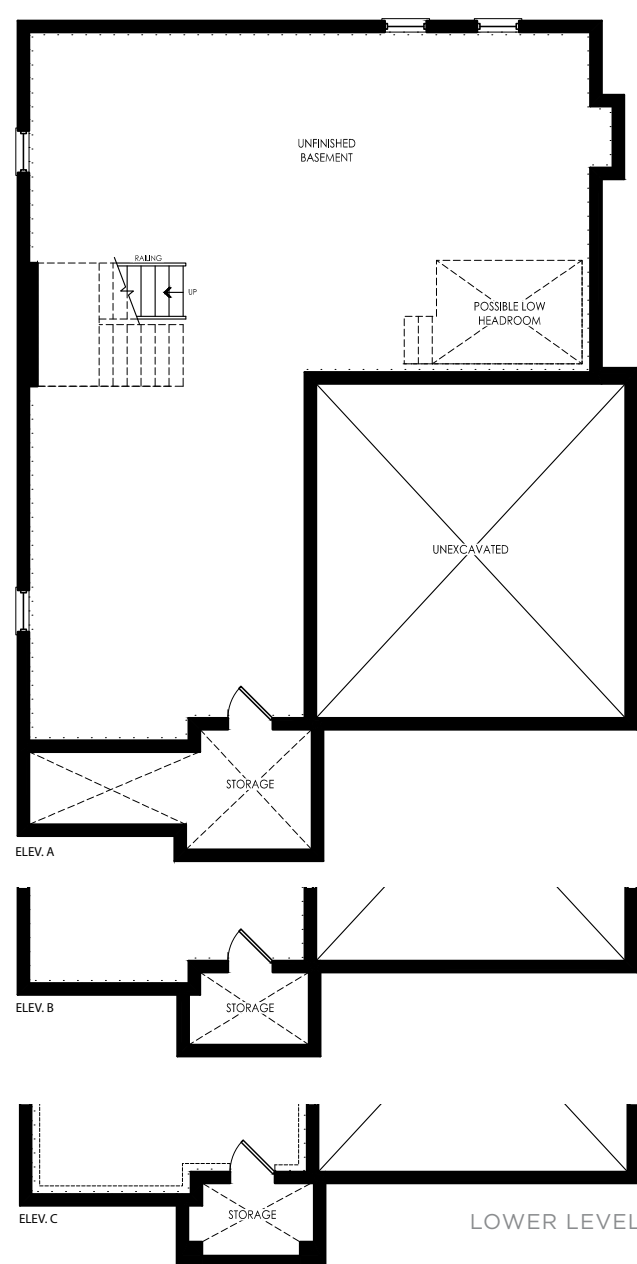 UNFINISHED
BASEMENT
RAILING
UP
POSSIBLE LOW
HEADROOM
UNEXCAVATED
STORAGE
ELEV. A
STORAGE
ELEV. B
STORAGE
ELEV. C
LOWER LEVEL